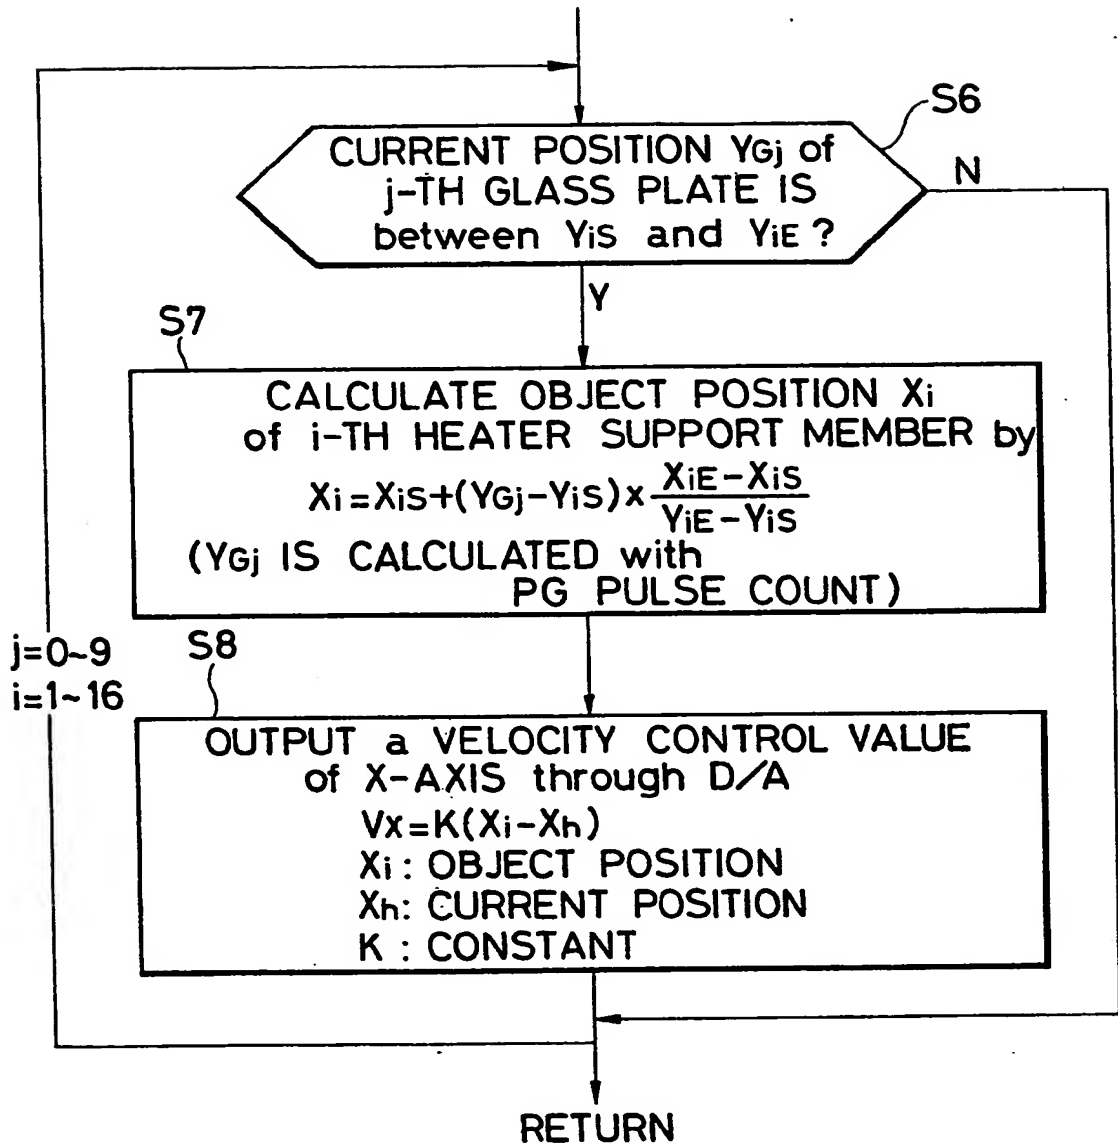 S6
CURRENT POSITION YGj of
j-TH GLASS PLATE IS
between YiS and YiE ?
N
Y
S7
CALCULATE OBJECT POSITION Xi
of i-TH HEATER SUPPORT MEMBER by
Xi=XiS+(YGj-YiS)x XiE-XiS / YiE-YiS
(YGj IS CALCULATED with
PG PULSE COUNT)
j=0~9
i=1~16
S8
OUTPUT a VELOCITY CONTROL VALUE
of X-AXIS through D/A
Vx=K(Xi-Xh)
Xi: OBJECT POSITION
Xh: CURRENT POSITION
K : CONSTANT
RETURN